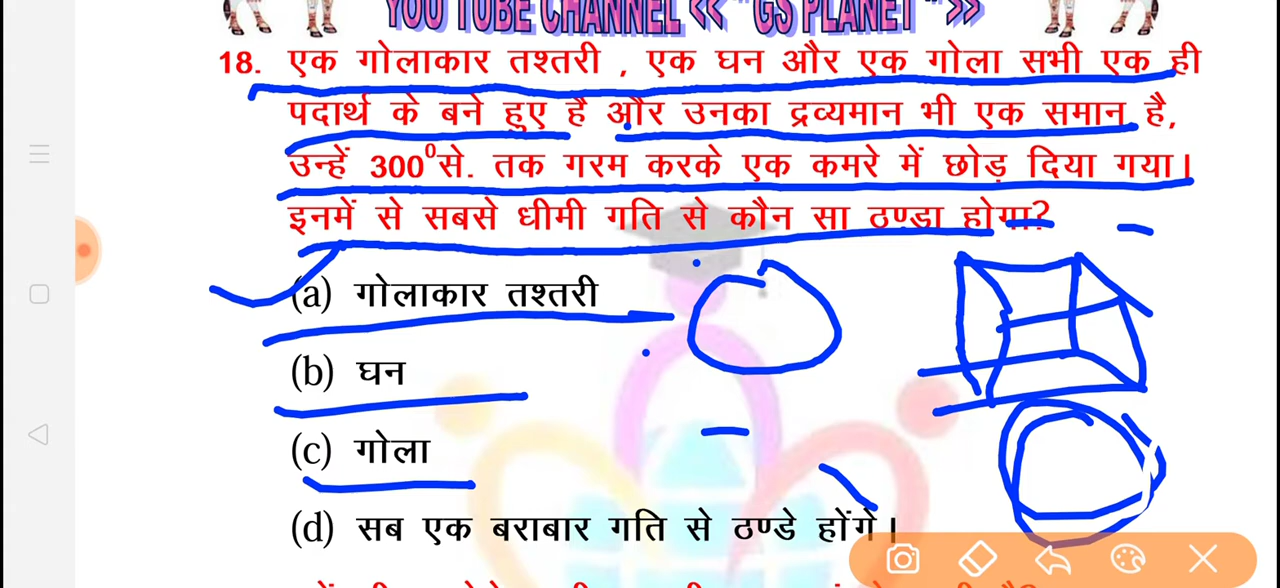 YOU TUBE CHANNEL << "GS PLANET ">>
18. एक गोलाकार तश्तरी , एक घन और एक गोला सभी एक ही
पदार्थ के बने हुए है और उनका द्रव्यमान भी एक समान है,
उन्हें 300⁰से. तक गरम करके एक कमरे में छोड़ दिया गया।
इनमें से सबसे धीमी गति से कौन सा ठण्डा होगा?
(a) गोलाकार तश्तरी
(b) घन
(c) गोला
(d) सब एक बराबार गति से ठण्डे होंगे।